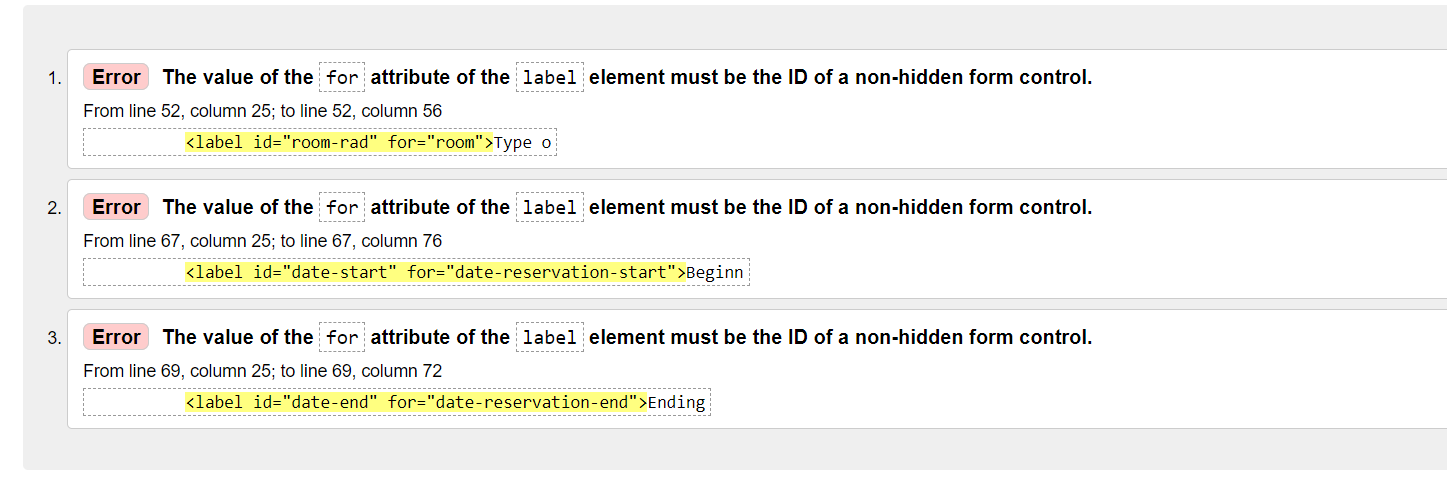 1. Error The value of the for attribute of the label element must be the ID of a non-hidden form control.
From line 52, column 25; to line 52, column 56
<label id="room-rad" for="room">Type o
2. Error The value of the for attribute of the label element must be the ID of a non-hidden form control.
From line 67, column 25; to line 67, column 76
<label id="date-start" for="date-reservation-start">Beginn
3. Error The value of the for attribute of the label element must be the ID of a non-hidden form control.
From line 69, column 25; to line 69, column 72
<label id="date-end" for="date-reservation-end">Ending